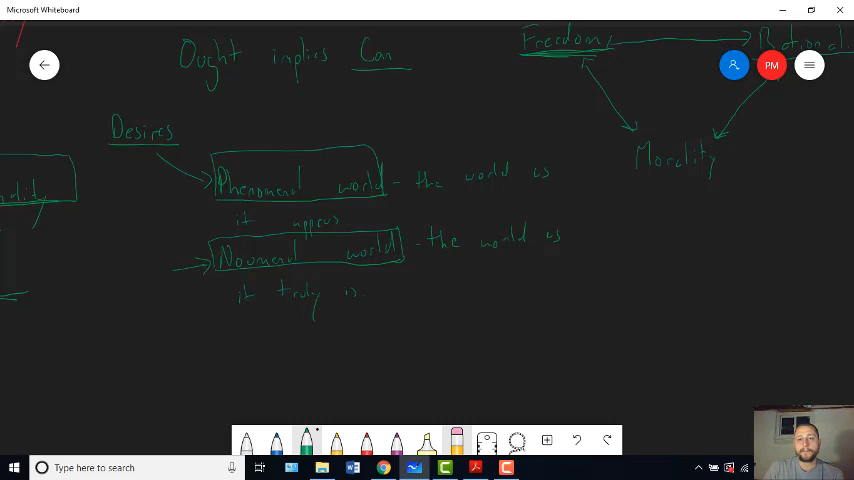 Microsoft Whiteboard
Ought implies Can
Freedom
Rational.
PM
Desires
Morality
Phenomenal world - the world as
it appears
Noumenal world - the world as
it truly is.
Type here to search